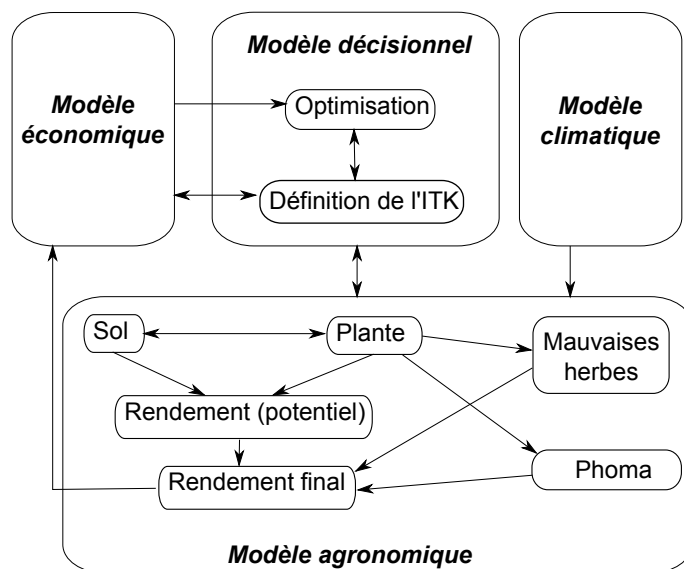 Modèle décisionnel
Modèle
économique
Optimisation
Définition de l'ITK
Modèle
climatique
Sol
Plante
Mauvaises
herbes
Rendement (potentiel)
Rendement final
Phoma
Modèle agronomique